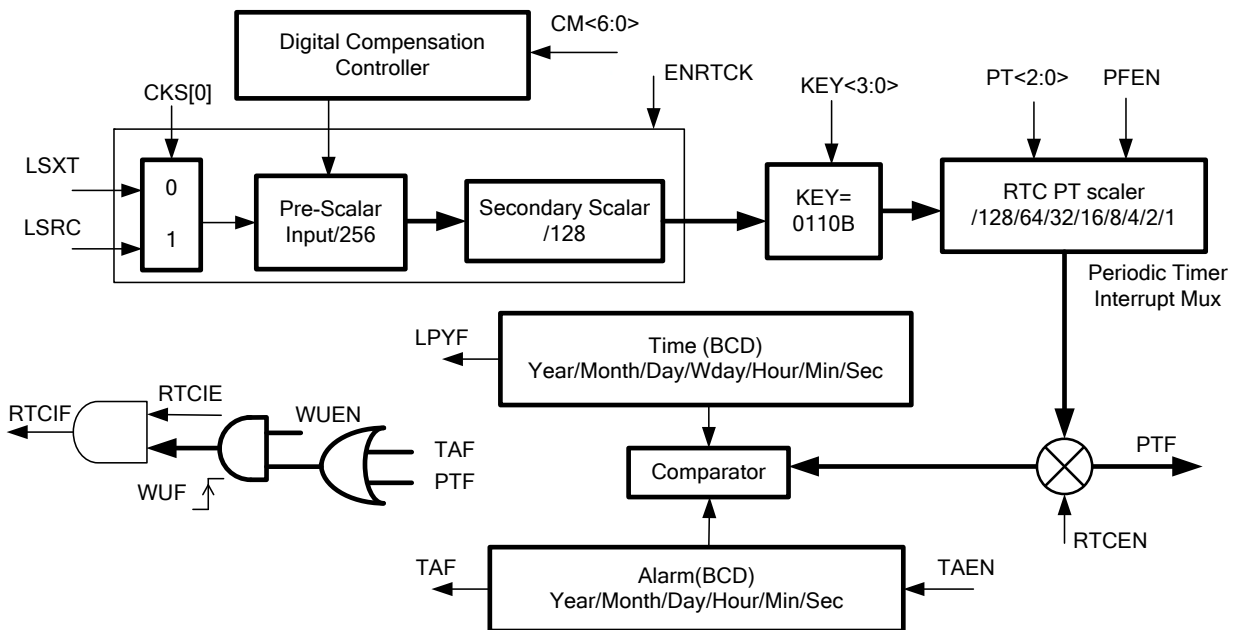 Digital Compensation
Controller
CM<6:0>
CKS[0]
ENRTCK
KEY<3:0>
PT<2:0>
PFEN
LSXT
LSRC
0
1
Pre-Scalar
Input/256
Secondary Scalar
/128
KEY=
0110B
RTC PT scaler
/128/64/32/16/8/4/2/1
Periodic Timer
Interrupt Mux
LPYF
Time (BCD)
Year/Month/Day/Wday/Hour/Min/Sec
RTCIF
RTCIE
WUEN
TAF
PTF
WUF
Comparator
PTF
RTCEN
TAF
Alarm(BCD)
Year/Month/Day/Hour/Min/Sec
TAEN